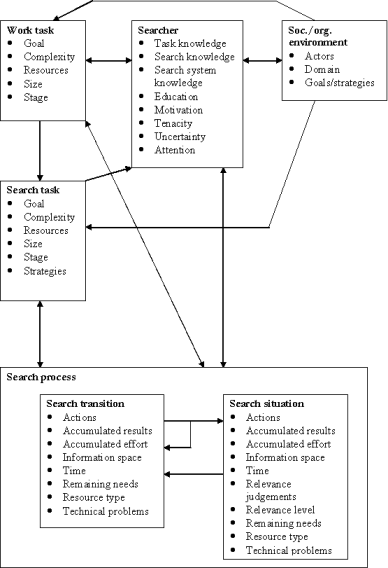 Work task
Goal
Complexity
Resources
Size
Stage
Searcher
Task knowledge
Search knowledge
Search system
knowledge
Education
Motivation
Tenacity
Uncertainty
Attention
Soc./org.
environment
Actors
Domain
Goals/strategies
Search task
Goal
Complexity
Resources
Size
Stage
Strategies
Search process
Search transition
Actions
Accumulated results
Accumulated effort
Information space
Time
Remaining needs
Resource type
Technical problems
Search situation
Actions
Accumulated results
Accumulated effort
Information space
Time
Relevance
judgements
Relevance level
Remaining needs
Resource type
Technical problems